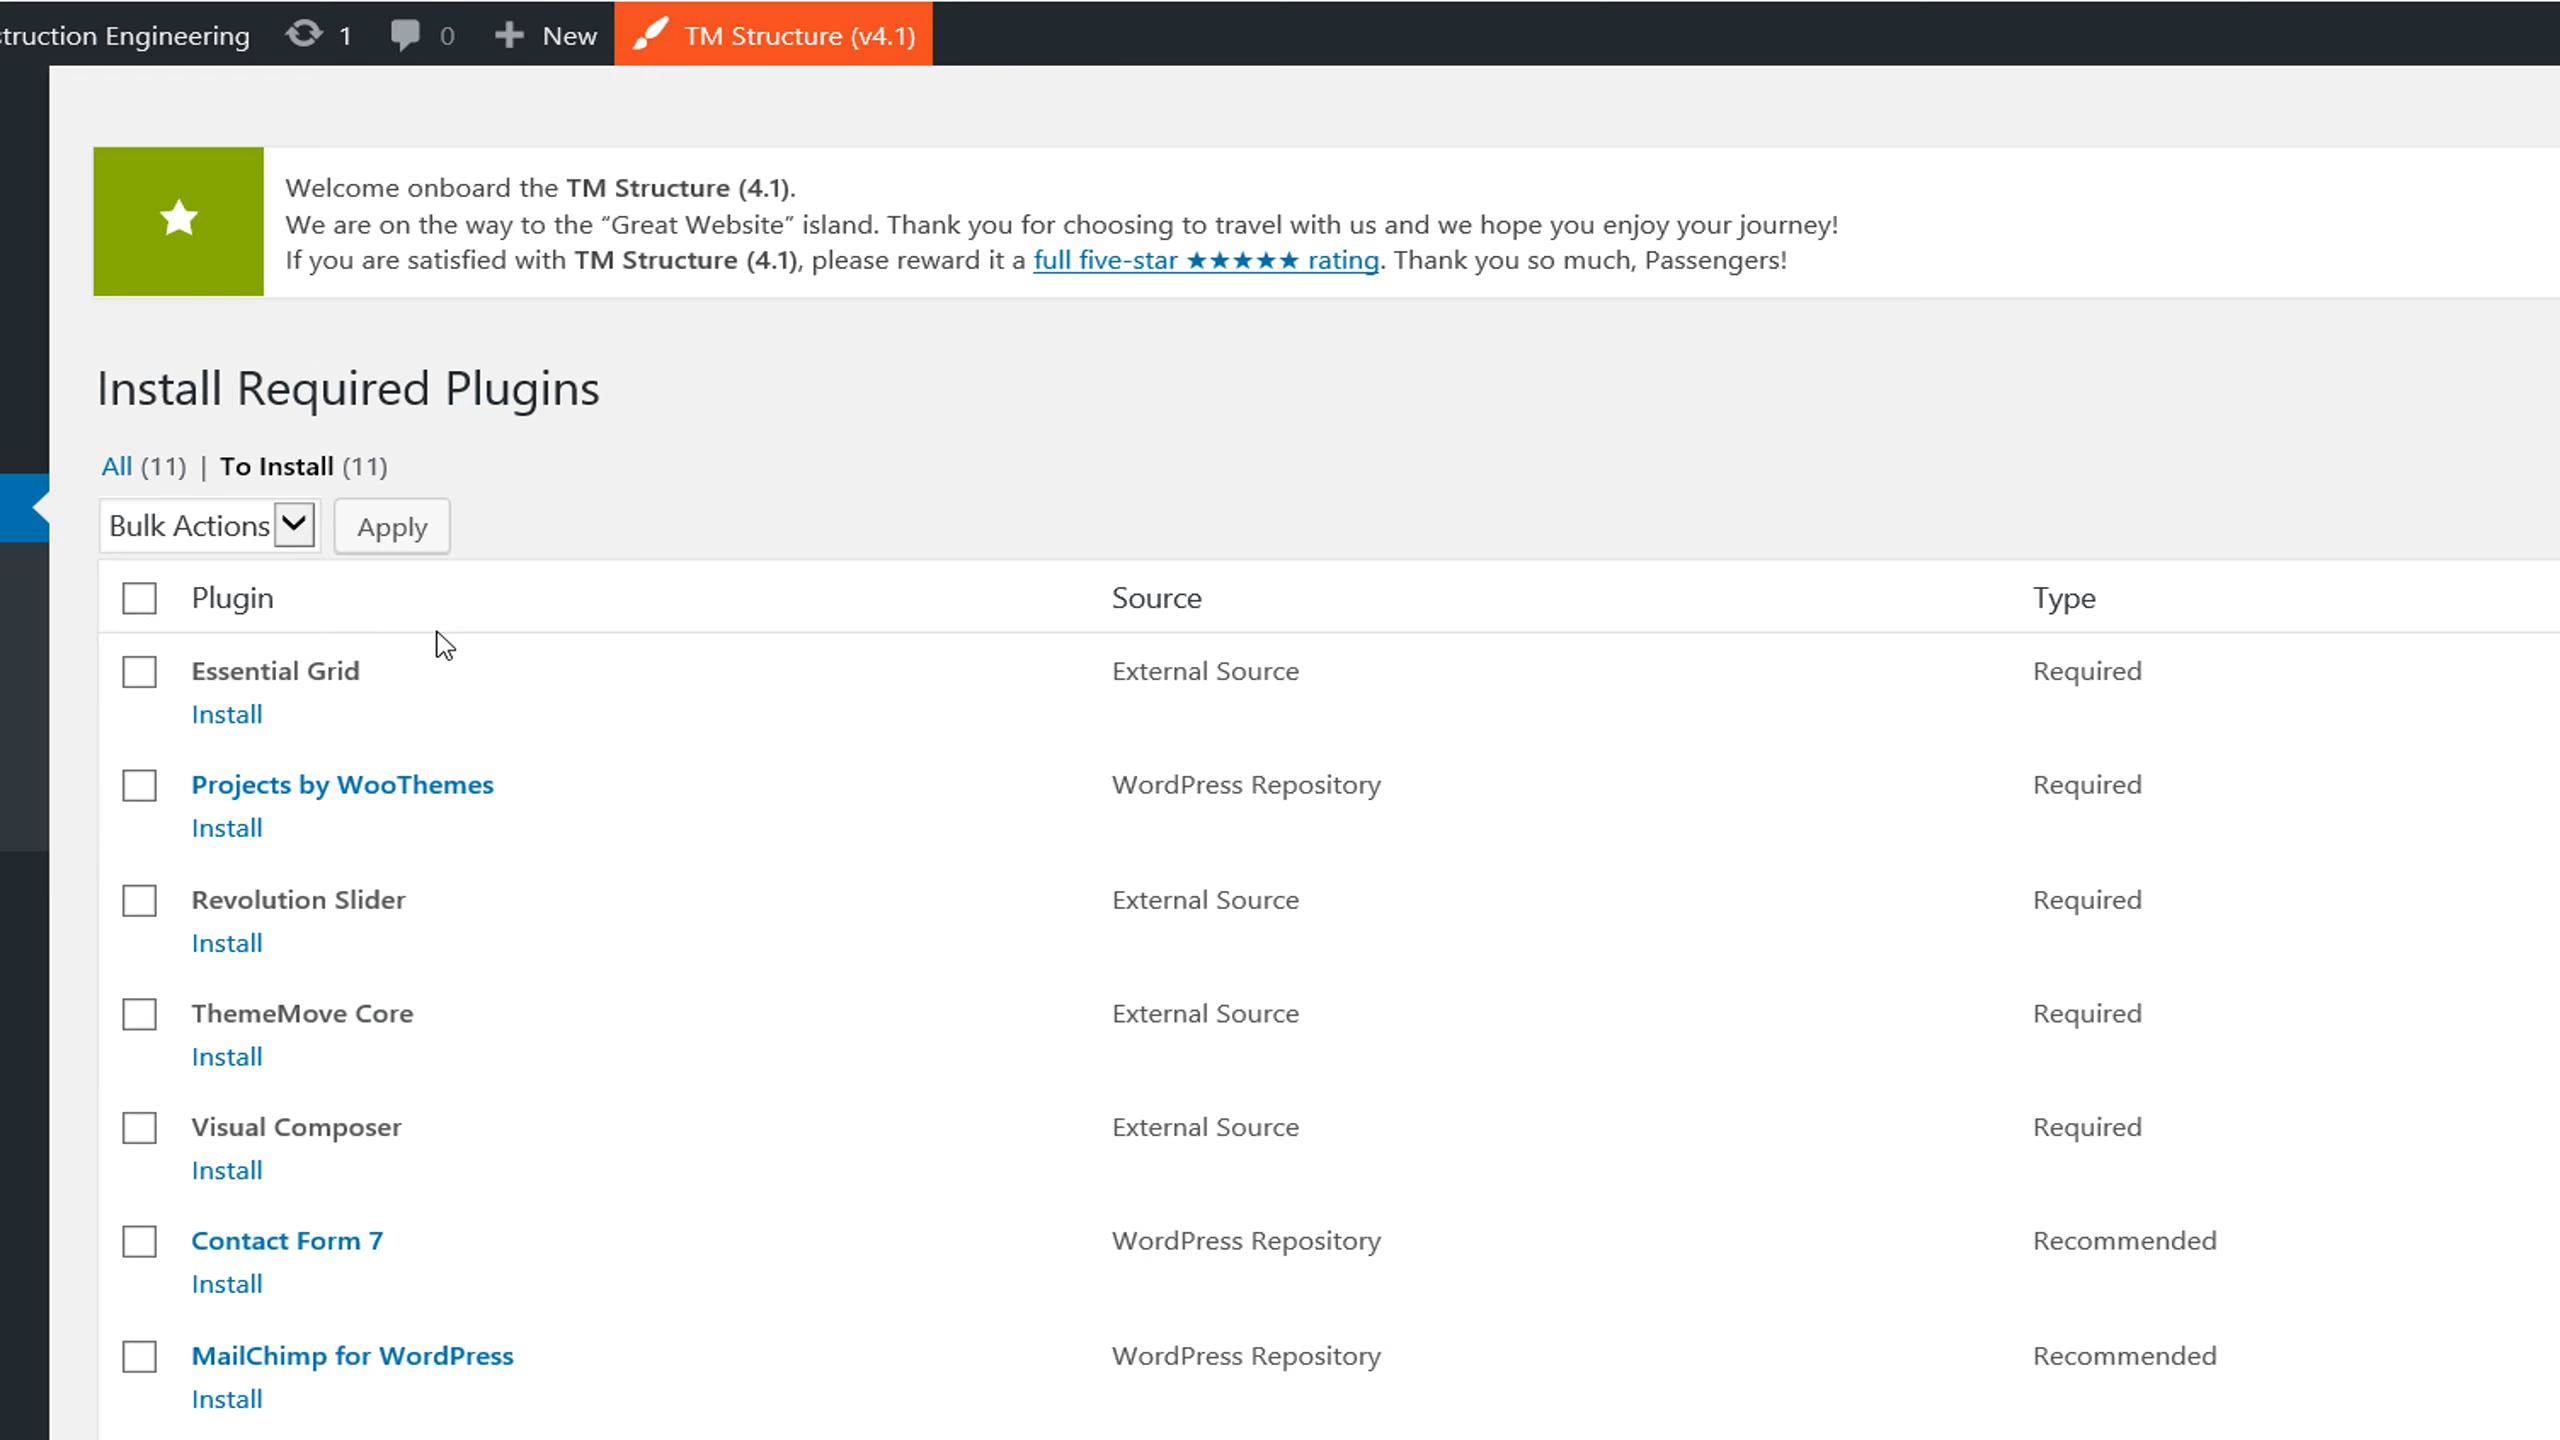 struction Engineering 1 0 New TM Structure (v4.1)
Welcome onboard the TM Structure (4.1).
We are on the way to the “Great Website” island. Thank you for choosing to travel with us and we hope you enjoy your journey!
If you are satisfied with TM Structure (4.1), please reward it a full five-star ★★★★★ rating. Thank you so much, Passengers!
Install Required Plugins
All (11) | To Install (11)
Bulk Actions Apply
Plugin Source Type
Essential Grid External Source Required
Install
Projects by WooThemes WordPress Repository Required
Install
Revolution Slider External Source Required
Install
ThemeMove Core External Source Required
Install
Visual Composer External Source Required
Install
Contact Form 7 WordPress Repository Recommended
Install
MailChimp for WordPress WordPress Repository Recommended
Install